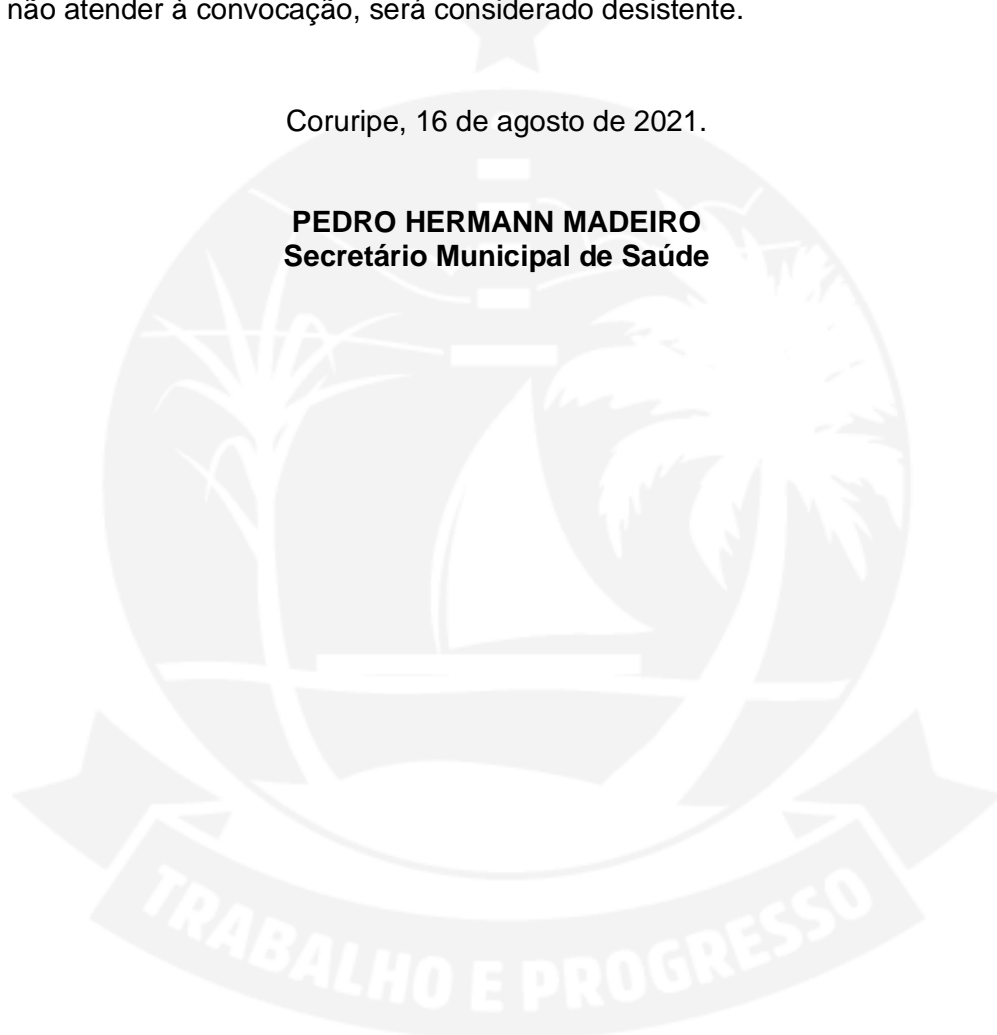 não atender à convocação, será considerado desistente.
Coruripe, 16 de agosto de 2021.
PEDRO HERMANN MADEIRO
Secretário Municipal de Saúde
TRABALHO E PROGRESSO